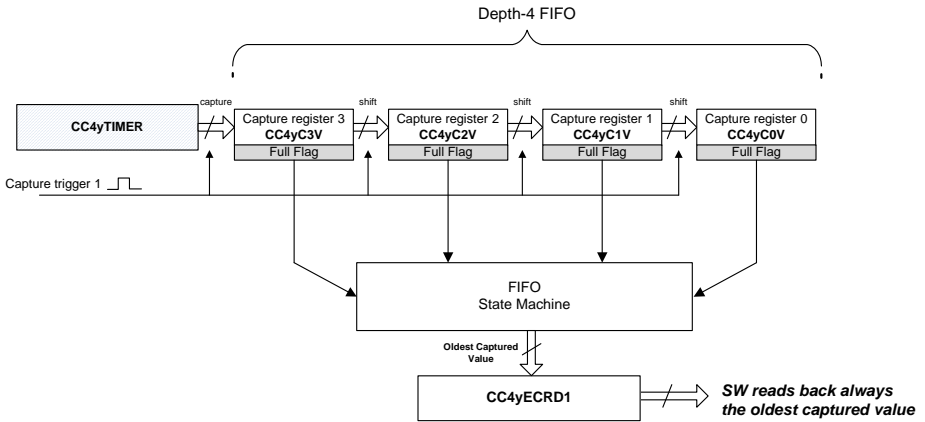 Depth-4 FIFO
capture
shift
shift
shift
CC4yTIMER
Capture register 3
CC4yC3V
Full Flag
Capture register 2
CC4yC2V
Full Flag
Capture register 1
CC4yC1V
Full Flag
Capture register 0
CC4yC0V
Full Flag
Capture trigger 1
FIFO
State Machine
Oldest Captured
Value
CC4yECRD1
SW reads back always
the oldest captured value